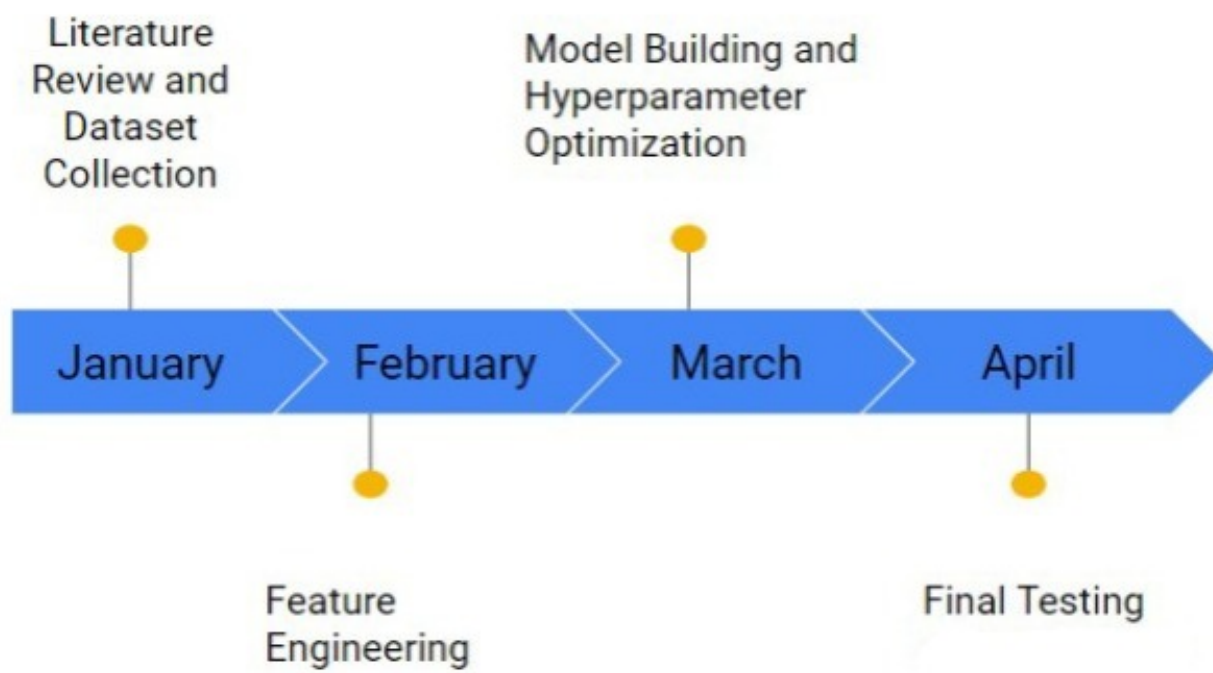 Literature
Review and
Dataset
Collection
Model Building and
Hyperparameter
Optimization
January
February
March
April
Feature
Engineering
Final Testing